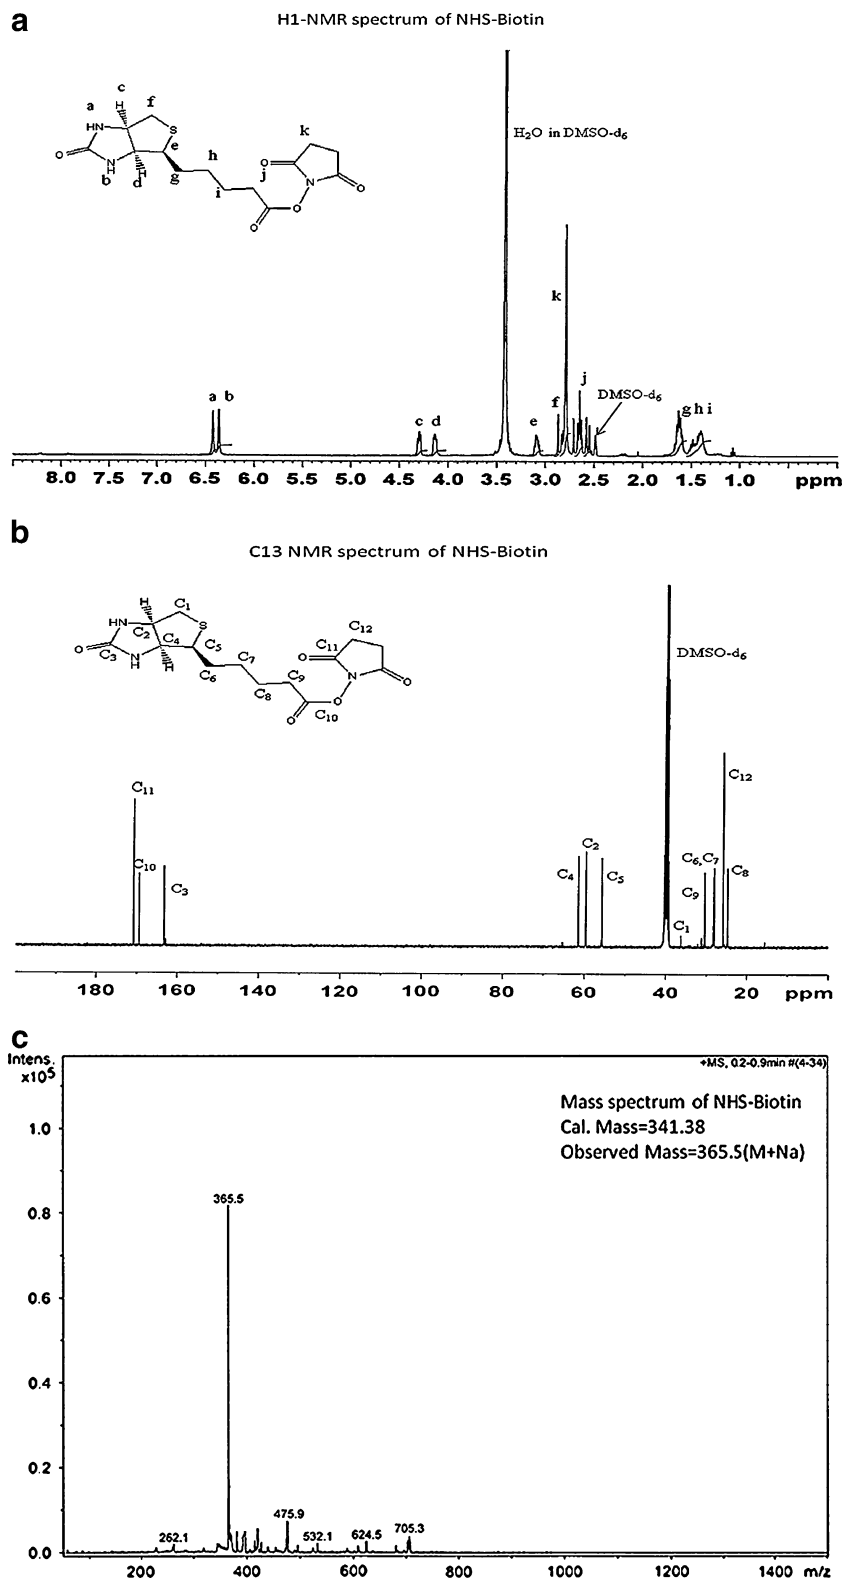 a
H1-NMR spectrum of NHS-Biotin
c
H
f
a
HN
S
k
e
O
h
O
N
H
b
H
d
g
j
i
N
O
O
O
H₂O in DMSO-d₆
k
j
DMSO-d₆
a b
c d
e
f
g h i
8.0 7.5 7.0 6.5 6.0 5.5 5.0 4.5 4.0 3.5 3.0 2.5 2.0 1.5 1.0 ppm
b
C13 NMR spectrum of NHS-Biotin
H
C₁
HN
S
C₂
C₄
C₅
O
C₃
HN
H
C₆
C₇
C₈
C₉
C₁₁
C₁₂
O
N
O
O
O
C₁₀
DMSO-d₆
C₁₁
C₁₂
C₁₀
C₃
C₂
C₄
C₅
C₆,C₇
C₉
C₈
C₁
180 160 140 120 100 80 60 40 20 ppm
c
Intens.
x10⁵
+MS, 0.2-0.9min #(4-34)
Mass spectrum of NHS-Biotin
Cal. Mass=341.38
Observed Mass=365.5(M+Na)
1.0
0.8
0.6
0.4
0.2
0.0
365.5
262.1
475.9
532.1
624.5
705.3
200 400 600 800 1000 1200 1400 m/z